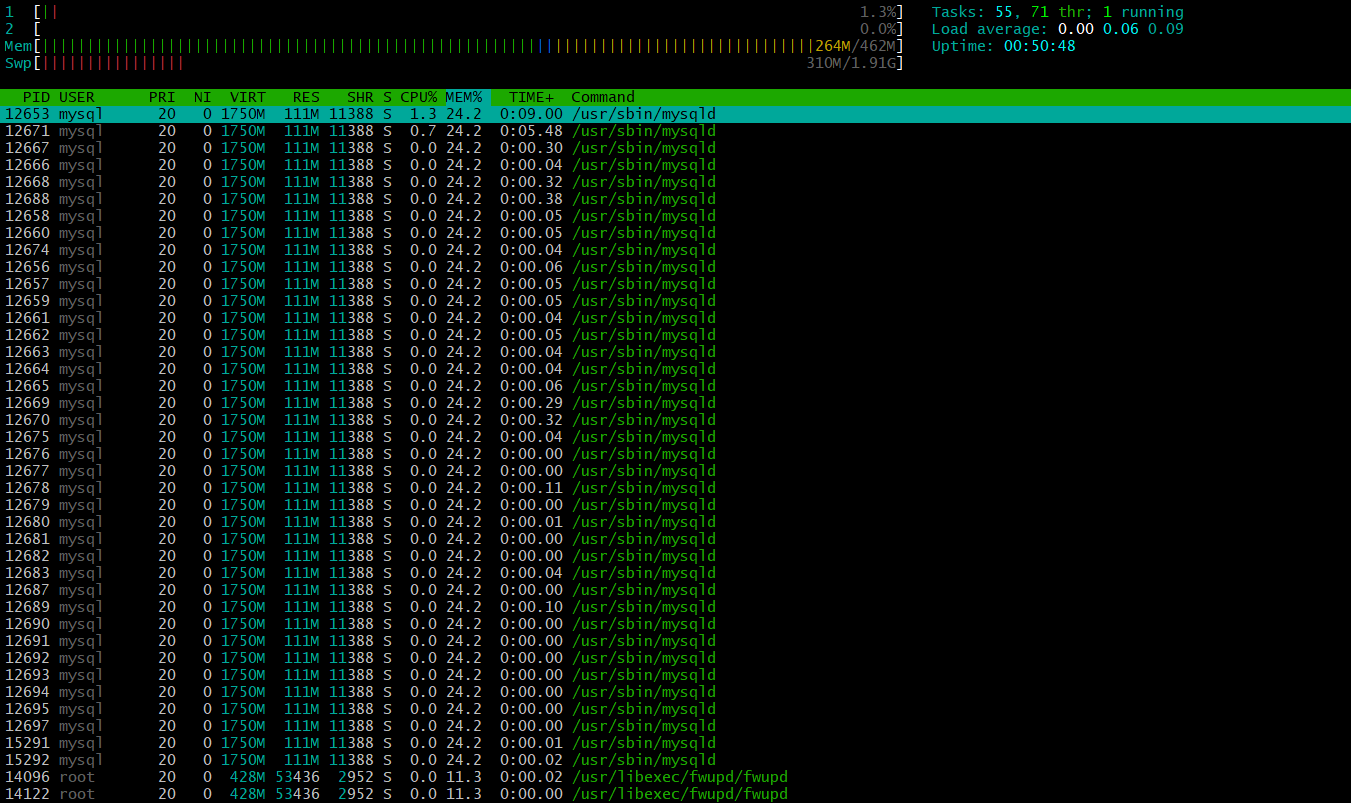 1 [|| 1.3%] Tasks: 55, 71 thr; 1 running
2 [ 0.0%] Load average: 0.00 0.06 0.09
Mem[||||||||||||||||||||||||||||||||||||||||||||||||||||||||||||||||||||||||||||||||||||||264M/462M] Uptime: 00:50:48
Swp[|||||||||||||||| 310M/1.91G]
PID USER PRI NI VIRT RES SHR S CPU% MEM% TIME+ Command
12653 mysql 20 0 1750M 111M 11388 S 1.3 24.2 0:09.00 /usr/sbin/mysqld
12671 mysql 20 0 1750M 111M 11388 S 0.7 24.2 0:05.48 /usr/sbin/mysqld
12667 mysql 20 0 1750M 111M 11388 S 0.0 24.2 0:00.30 /usr/sbin/mysqld
12666 mysql 20 0 1750M 111M 11388 S 0.0 24.2 0:00.04 /usr/sbin/mysqld
12668 mysql 20 0 1750M 111M 11388 S 0.0 24.2 0:00.32 /usr/sbin/mysqld
12688 mysql 20 0 1750M 111M 11388 S 0.0 24.2 0:00.38 /usr/sbin/mysqld
12658 mysql 20 0 1750M 111M 11388 S 0.0 24.2 0:00.05 /usr/sbin/mysqld
12660 mysql 20 0 1750M 111M 11388 S 0.0 24.2 0:00.05 /usr/sbin/mysqld
12674 mysql 20 0 1750M 111M 11388 S 0.0 24.2 0:00.04 /usr/sbin/mysqld
12656 mysql 20 0 1750M 111M 11388 S 0.0 24.2 0:00.06 /usr/sbin/mysqld
12657 mysql 20 0 1750M 111M 11388 S 0.0 24.2 0:00.05 /usr/sbin/mysqld
12659 mysql 20 0 1750M 111M 11388 S 0.0 24.2 0:00.05 /usr/sbin/mysqld
12661 mysql 20 0 1750M 111M 11388 S 0.0 24.2 0:00.04 /usr/sbin/mysqld
12662 mysql 20 0 1750M 111M 11388 S 0.0 24.2 0:00.05 /usr/sbin/mysqld
12663 mysql 20 0 1750M 111M 11388 S 0.0 24.2 0:00.04 /usr/sbin/mysqld
12664 mysql 20 0 1750M 111M 11388 S 0.0 24.2 0:00.04 /usr/sbin/mysqld
12665 mysql 20 0 1750M 111M 11388 S 0.0 24.2 0:00.06 /usr/sbin/mysqld
12669 mysql 20 0 1750M 111M 11388 S 0.0 24.2 0:00.29 /usr/sbin/mysqld
12670 mysql 20 0 1750M 111M 11388 S 0.0 24.2 0:00.32 /usr/sbin/mysqld
12675 mysql 20 0 1750M 111M 11388 S 0.0 24.2 0:00.04 /usr/sbin/mysqld
12676 mysql 20 0 1750M 111M 11388 S 0.0 24.2 0:00.00 /usr/sbin/mysqld
12677 mysql 20 0 1750M 111M 11388 S 0.0 24.2 0:00.00 /usr/sbin/mysqld
12678 mysql 20 0 1750M 111M 11388 S 0.0 24.2 0:00.11 /usr/sbin/mysqld
12679 mysql 20 0 1750M 111M 11388 S 0.0 24.2 0:00.00 /usr/sbin/mysqld
12680 mysql 20 0 1750M 111M 11388 S 0.0 24.2 0:00.01 /usr/sbin/mysqld
12681 mysql 20 0 1750M 111M 11388 S 0.0 24.2 0:00.00 /usr/sbin/mysqld
12682 mysql 20 0 1750M 111M 11388 S 0.0 24.2 0:00.00 /usr/sbin/mysqld
12683 mysql 20 0 1750M 111M 11388 S 0.0 24.2 0:00.04 /usr/sbin/mysqld
12687 mysql 20 0 1750M 111M 11388 S 0.0 24.2 0:00.00 /usr/sbin/mysqld
12689 mysql 20 0 1750M 111M 11388 S 0.0 24.2 0:00.10 /usr/sbin/mysqld
12690 mysql 20 0 1750M 111M 11388 S 0.0 24.2 0:00.00 /usr/sbin/mysqld
12691 mysql 20 0 1750M 111M 11388 S 0.0 24.2 0:00.00 /usr/sbin/mysqld
12692 mysql 20 0 1750M 111M 11388 S 0.0 24.2 0:00.00 /usr/sbin/mysqld
12693 mysql 20 0 1750M 111M 11388 S 0.0 24.2 0:00.00 /usr/sbin/mysqld
12694 mysql 20 0 1750M 111M 11388 S 0.0 24.2 0:00.00 /usr/sbin/mysqld
12695 mysql 20 0 1750M 111M 11388 S 0.0 24.2 0:00.00 /usr/sbin/mysqld
12697 mysql 20 0 1750M 111M 11388 S 0.0 24.2 0:00.00 /usr/sbin/mysqld
15291 mysql 20 0 1750M 111M 11388 S 0.0 24.2 0:00.01 /usr/sbin/mysqld
15292 mysql 20 0 1750M 111M 11388 S 0.0 24.2 0:00.02 /usr/sbin/mysqld
14096 root 20 0 428M 53436 2952 S 0.0 11.3 0:00.02 /usr/libexec/fwupd/fwupd
14122 root 20 0 428M 53436 2952 S 0.0 11.3 0:00.00 /usr/libexec/fwupd/fwupd